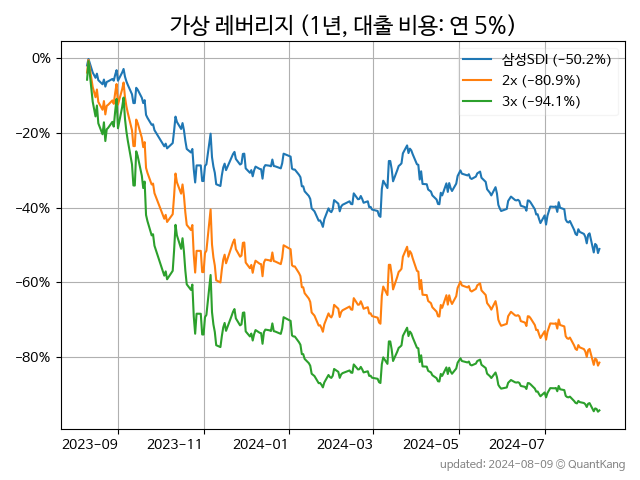 가상 레버리지 (1년, 대출 비용: 연 5%)
삼성SDI (−50.2%)
2x (−80.9%)
3x (−94.1%)
0%
−20%
−40%
−60%
−80%
2023-09 2023-11 2024-01 2024-03 2024-05 2024-07
updated: 2024-08-09 © QuantKang